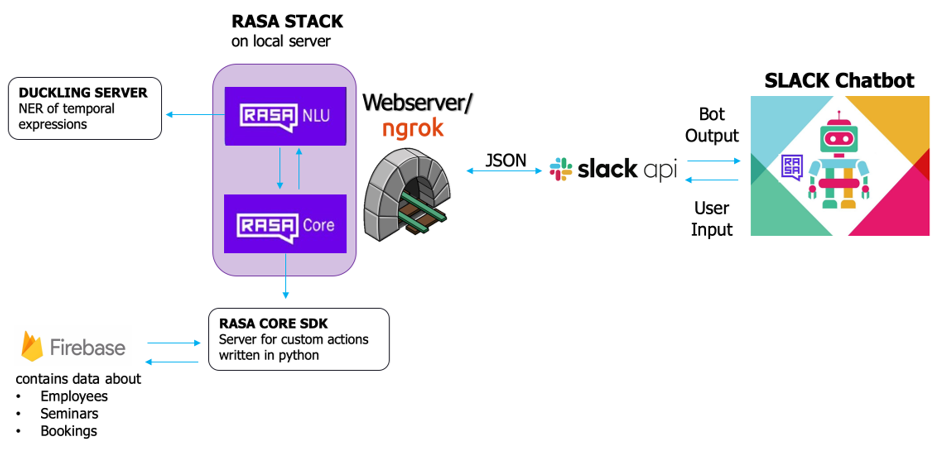 RASA STACK
on local server
DUCKLING SERVER
NER of temporal
expressions
RASA NLU
RASA Core
Webserver/
ngrok
JSON
slack api
Bot
Output
User
Input
SLACK Chatbot
RA
SA
RASA CORE SDK
Server for custom actions
written in python
Firebase
contains data about
• Employees
• Seminars
• Bookings